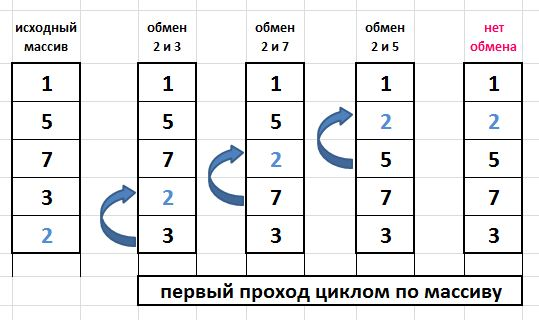 исходный массив
обмен 2 и 3
обмен 2 и 7
обмен 2 и 5
нет обмена
1 1 1 1 1
5 5 5 2 2
7 7 2 5 5
3 2 7 7 7
2 3 3 3 3
первый проход циклом по массиву